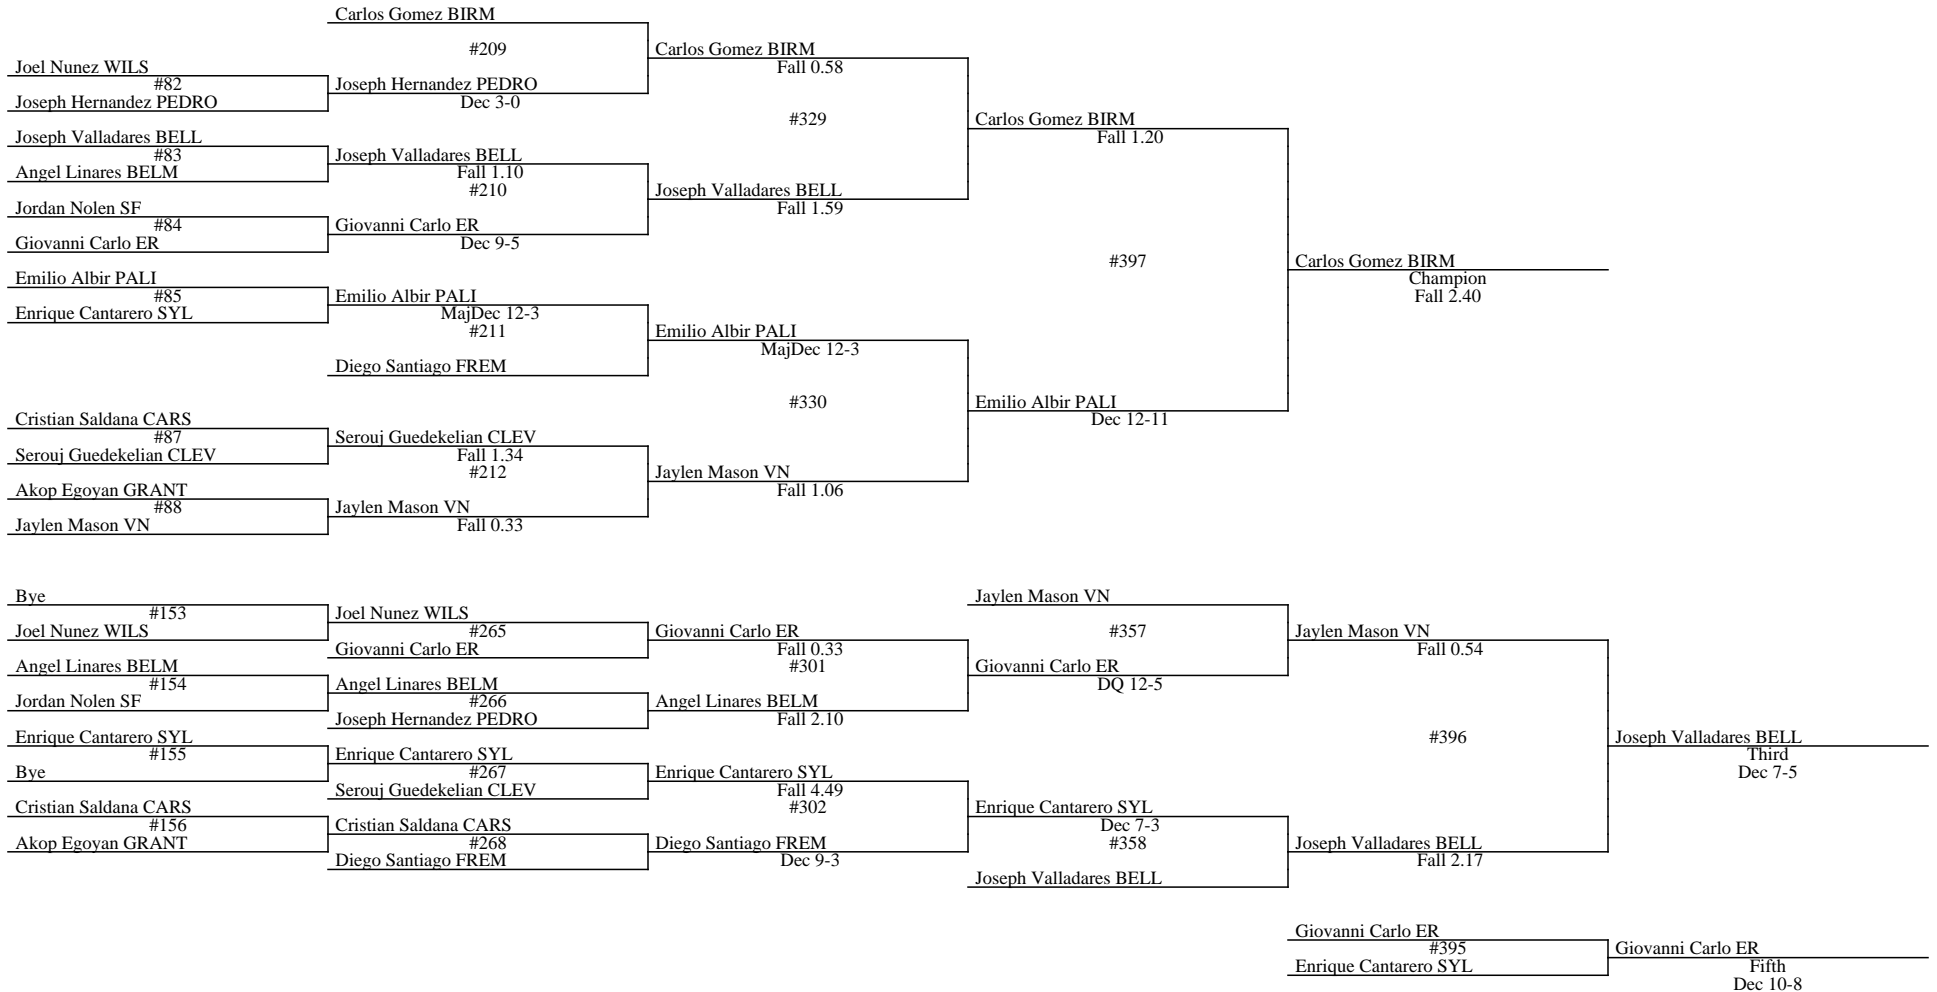 Carlos Gomez BIRM
#209
Carlos Gomez BIRM
Fall 0.58
Joel Nunez WILS
#82
Joseph Hernandez PEDRO
Joseph Hernandez PEDRO
Dec 3-0
#329
Carlos Gomez BIRM
Fall 1.20
Joseph Valladares BELL
#83
Angel Linares BELM
Joseph Valladares BELL
Fall 1.10
#210
Joseph Valladares BELL
Fall 1.59
Jordan Nolen SF
#84
Giovanni Carlo ER
Giovanni Carlo ER
Dec 9-5
#397
Carlos Gomez BIRM
Champion
Fall 2.40
Emilio Albir PALI
#85
Enrique Cantarero SYL
Emilio Albir PALI
MajDec 12-3
#211
Emilio Albir PALI
MajDec 12-3
Diego Santiago FREM
#330
Emilio Albir PALI
Dec 12-11
Cristian Saldana CARS
#87
Serouj Guedekelian CLEV
Serouj Guedekelian CLEV
Fall 1.34
#212
Jaylen Mason VN
Fall 1.06
Akop Egoyan GRANT
#88
Jaylen Mason VN
Jaylen Mason VN
Fall 0.33
Bye
#153
Joel Nunez WILS
Joel Nunez WILS
#265
Giovanni Carlo ER
Giovanni Carlo ER
Fall 0.33
#301
Jaylen Mason VN
#357
Giovanni Carlo ER
DQ 12-5
Jaylen Mason VN
Fall 0.54
Angel Linares BELM
#154
Jordan Nolen SF
Angel Linares BELM
#266
Joseph Hernandez PEDRO
Angel Linares BELM
Fall 2.10
#396
Joseph Valladares BELL
Third
Dec 7-5
Enrique Cantarero SYL
#155
Bye
Enrique Cantarero SYL
#267
Serouj Guedekelian CLEV
Enrique Cantarero SYL
Fall 4.49
#302
Enrique Cantarero SYL
Dec 7-3
#358
Joseph Valladares BELL
Joseph Valladares BELL
Fall 2.17
Cristian Saldana CARS
#156
Akop Egoyan GRANT
Cristian Saldana CARS
#268
Diego Santiago FREM
Diego Santiago FREM
Dec 9-3
Giovanni Carlo ER
#395
Enrique Cantarero SYL
Giovanni Carlo ER
Fifth
Dec 10-8